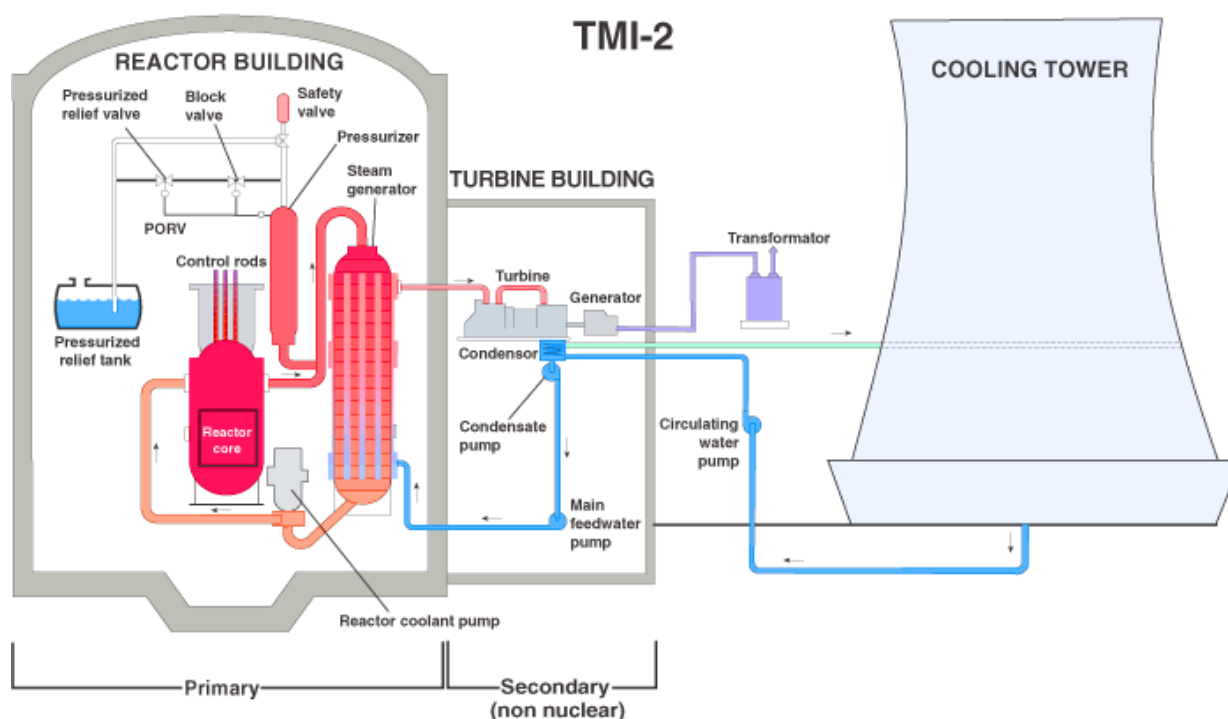 TMI-2
REACTOR BUILDING
COOLING TOWER
Pressurized
relief valve
Block
valve
Safety
valve
Pressurizer
Steam
generator
TURBINE BUILDING
PORV
Control rods
Transformator
Turbine
Generator
Pressurized
relief tank
Condensor
Reactor
core
Condensate
pump
Circulating
water
pump
Main
feedwater
pump
Reactor coolant pump
Primary
Secondary
(non nuclear)